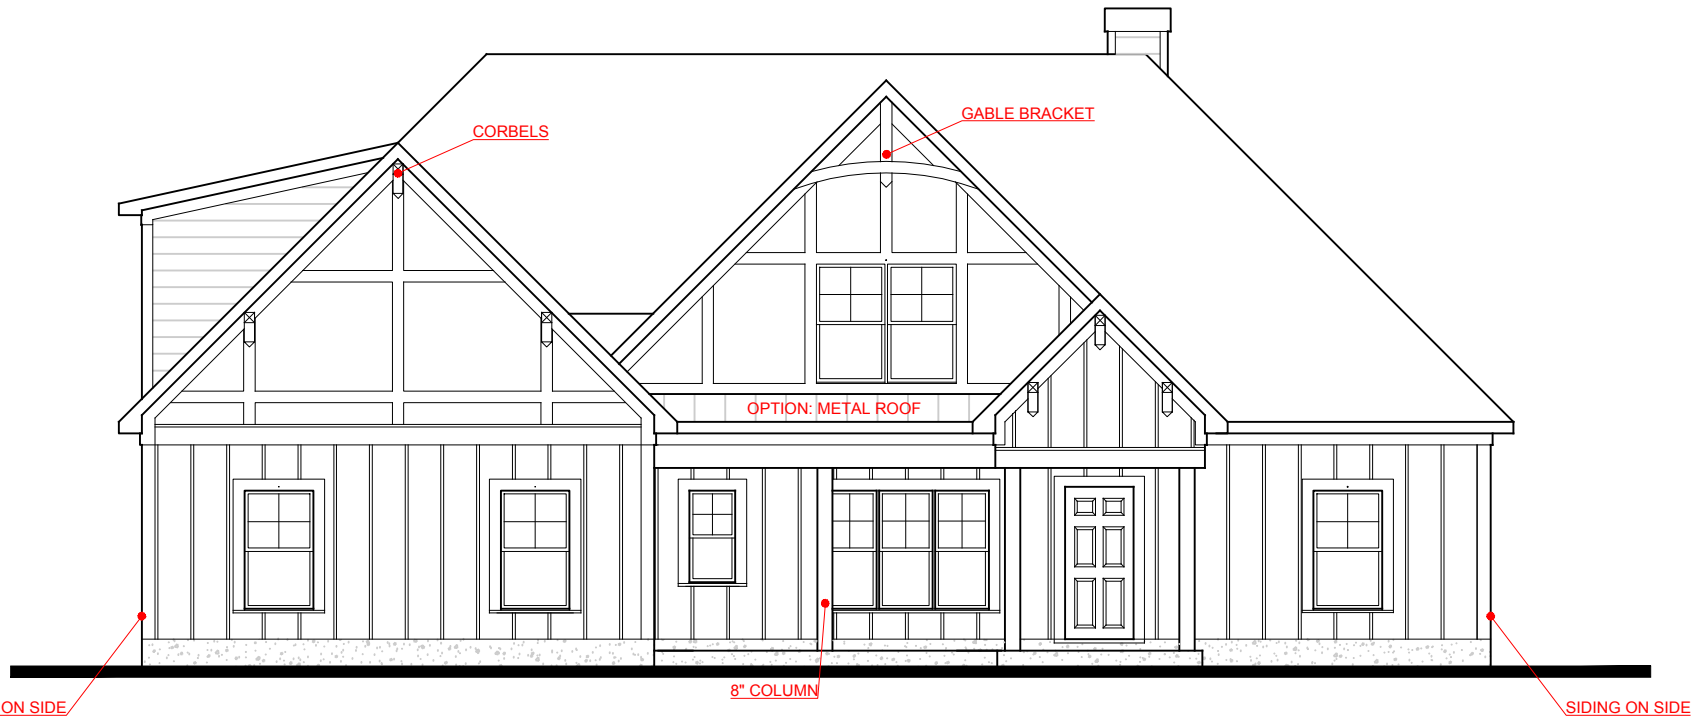 GABLE BRACKET
CORBELS
OPTION: METAL ROOF
8" COLUMN
ON SIDE
SIDING ON SIDE